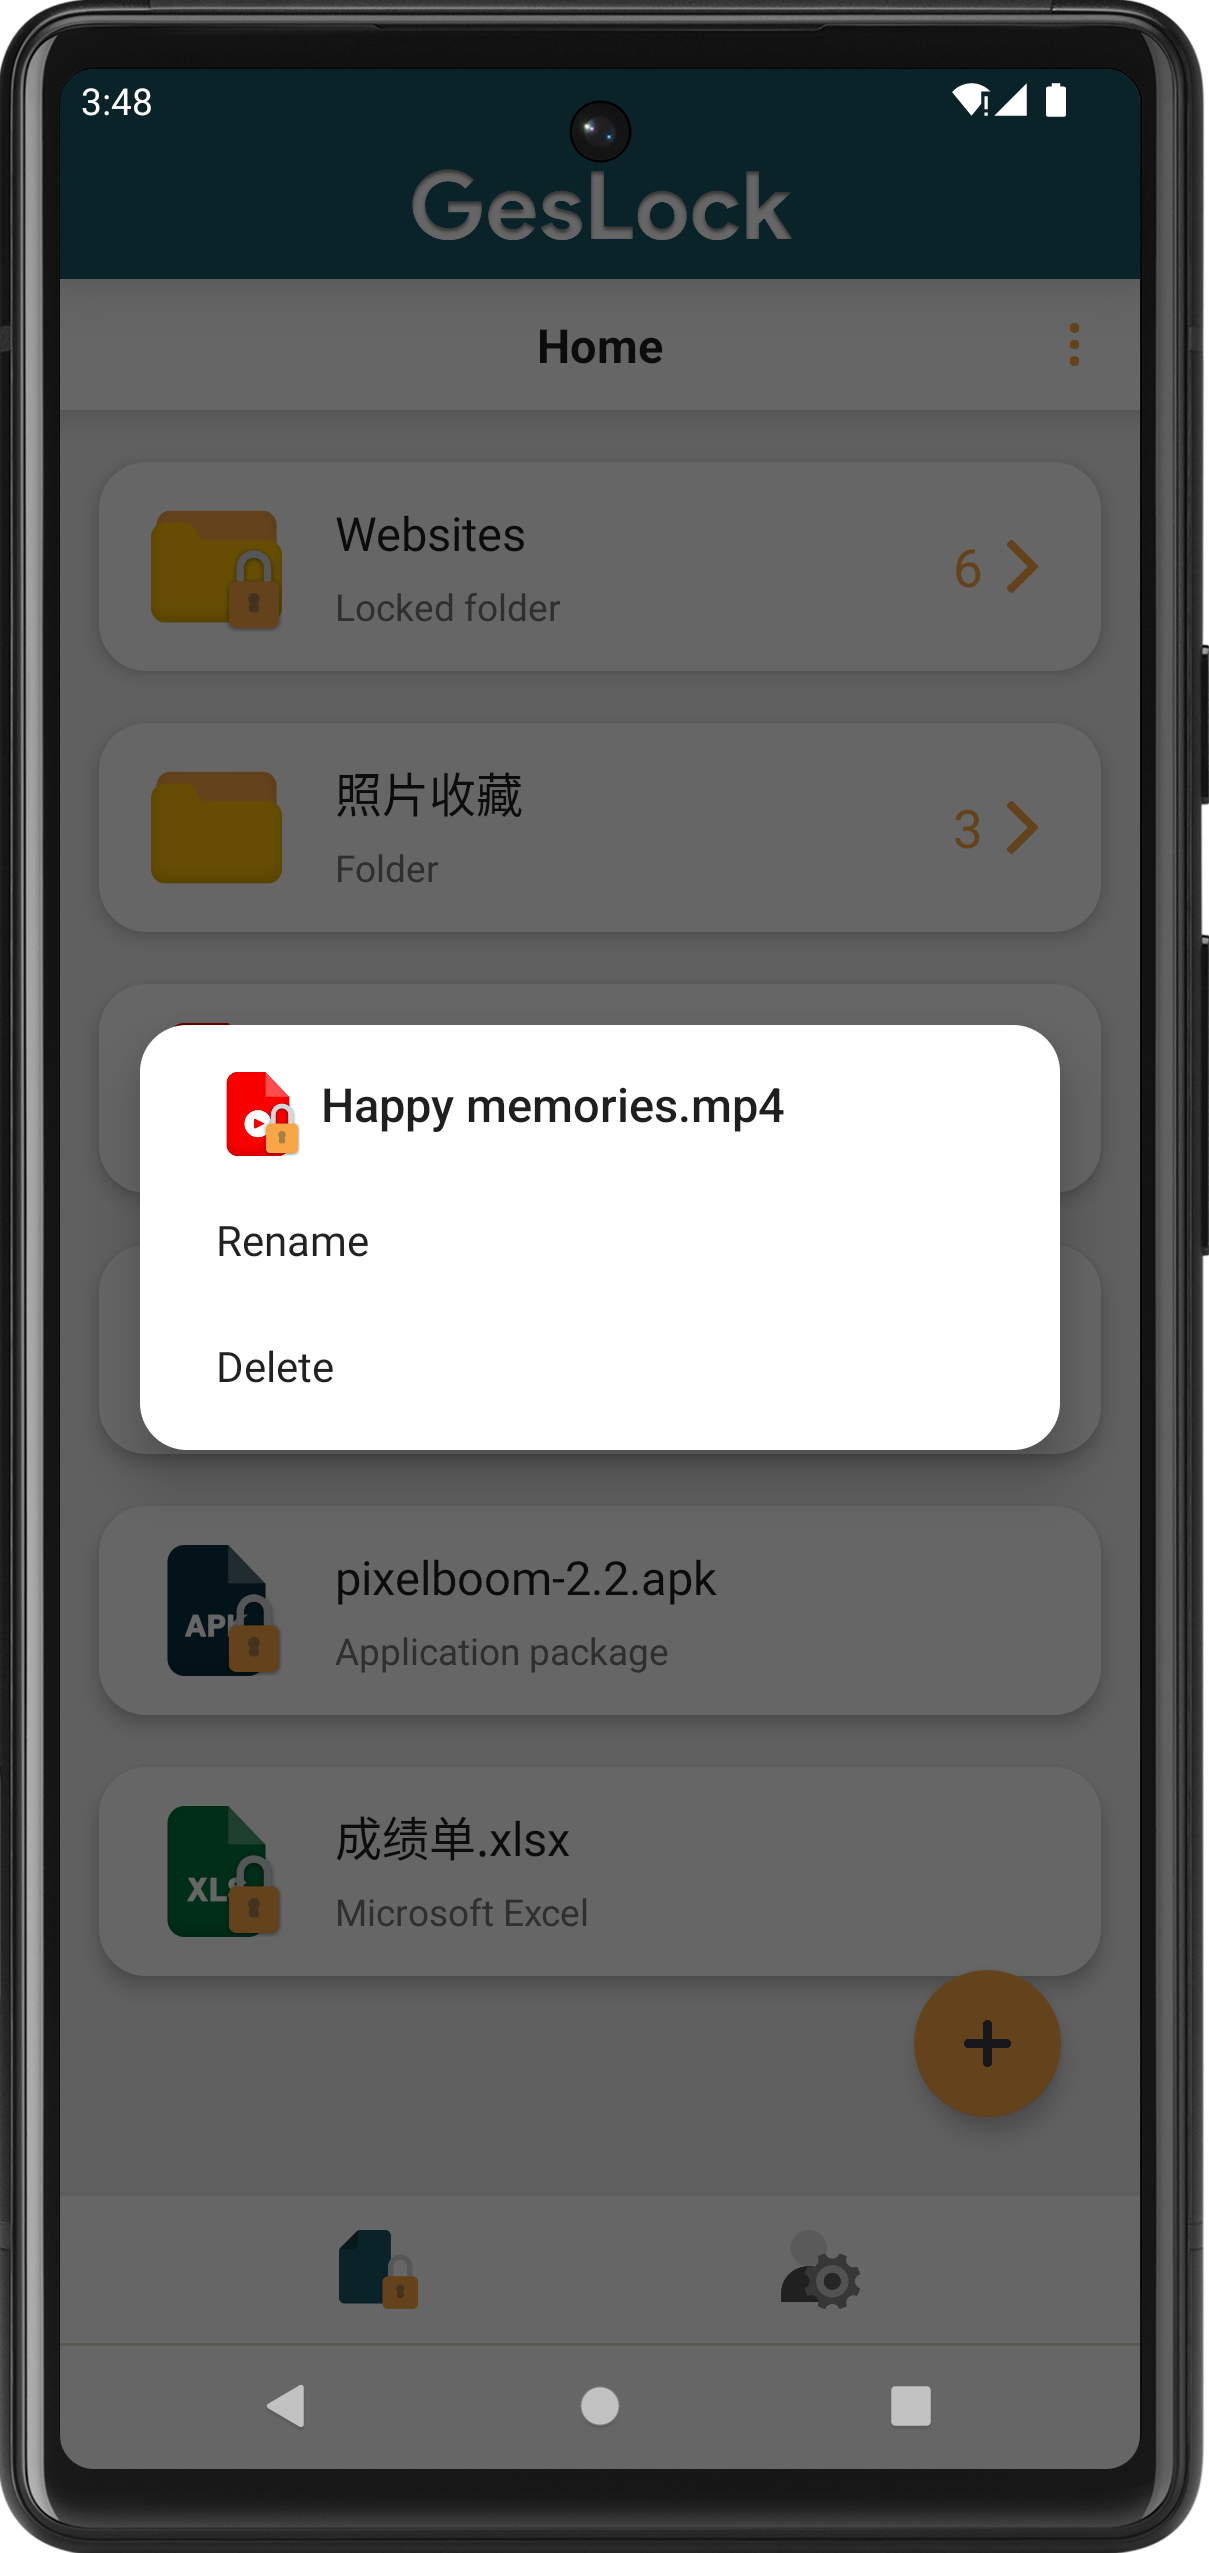 3:48
GesLock
Home
Websites
Locked folder
6
照片收藏
Folder
3
Happy memories.mp4
Rename
Delete
pixelboom-2.2.apk
Application package
成绩单.xlsx
Microsoft Excel